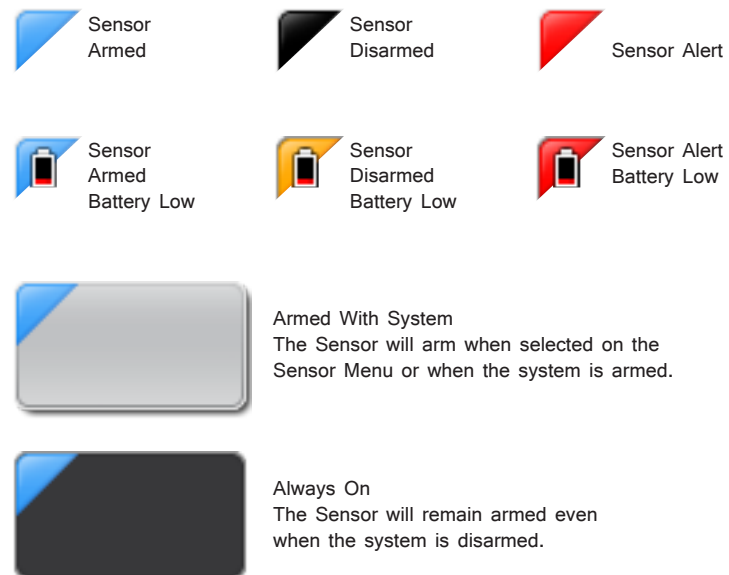 Sensor
Armed
Sensor
Disarmed
Sensor Alert
Sensor
Armed
Battery Low
Sensor
Disarmed
Battery Low
Sensor Alert
Battery Low
Armed With System
The Sensor will arm when selected on the
Sensor Menu or when the system is armed.
Always On
The Sensor will remain armed even
when the system is disarmed.